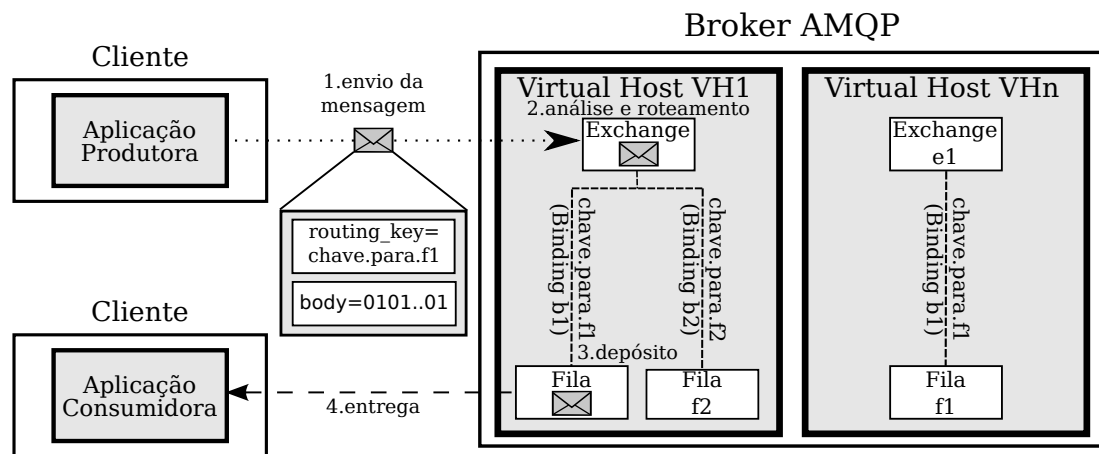 Broker AMQP
Cliente
Aplicação
Produtora
1.envio da
mensagem
routing_key=
chave.para.f1
body=0101..01
Virtual Host VH1
2.análise e roteamento
Exchange
chave.para.f1
(Binding b1)
chave.para.f2
(Binding b2)
3.depósito
Fila
Fila
f2
Virtual Host VHn
Exchange
e1
chave.para.f1
(Binding b1)
Fila
f1
Cliente
Aplicação
Consumidora
4.entrega